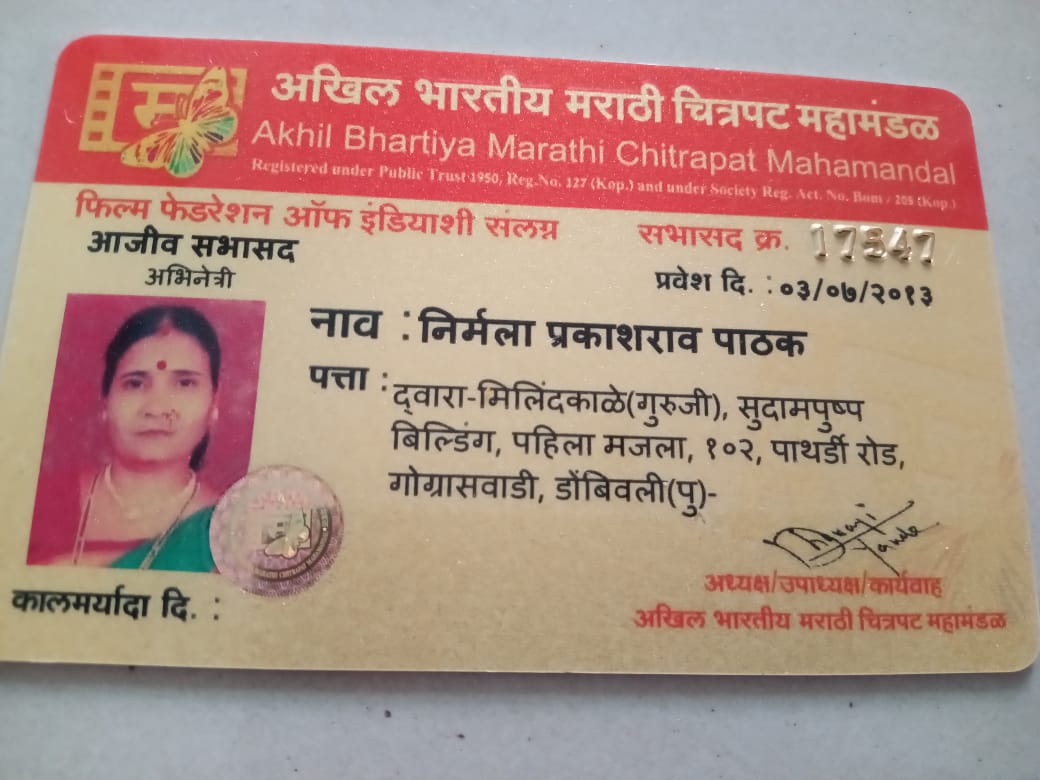 अखिल भारतीय मराठी चित्रपट महामंडळ
Akhil Bhartiya Marathi Chitrapat Mahamandal
Registered under Public Trust 1950, Reg.No. 127 (Kop.) and under Society Reg. Act. No. Bom / 208 (Kop.)
फिल्म फेडरेशन ऑफ इंडियाशी संलग्न
सभासद क्र. 17547
आजीव सभासद
प्रवेश दि. : ०३/०७/२०१३
अभिनेत्री
नाव : निर्मला प्रकाशराव पाठक
पत्ता : द्वारा-मिलिंदकाळे(गुरुजी), सुदामपुष्प
बिल्डिंग, पहिला मजला, १०२, पाथर्डी रोड,
गोग्रासवाडी, डोंबिवली(पु)-
कालमर्यादा दि. :
अध्यक्ष/उपाध्यक्ष/कार्यवाह
अखिल भारतीय मराठी चित्रपट महामंडळ